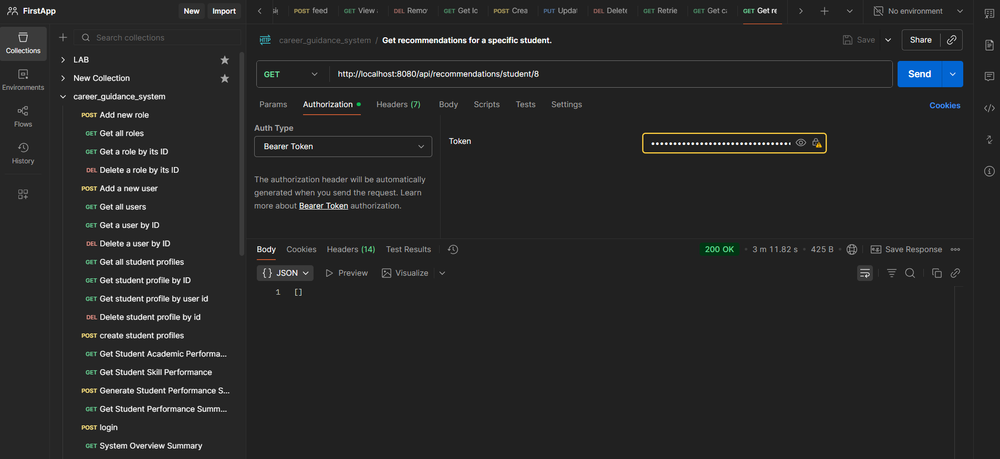 FirstApp
New
Import
POST feed
GET View
DEL Remo
GET Get lo
POST Crea
PUT Updat
DEL Delete
GET Retrie
GET Get ca
GET Get re
No environment
Collections
Environments
Flows
History
Search collections
LAB
New Collection
career_guidance_system
POST Add new role
GET Get all roles
GET Get a role by its ID
DEL Delete a role by its ID
POST Add a new user
GET Get all users
GET Get a user by ID
DEL Delete a user by ID
GET Get all student profiles
GET Get student profile by ID
GET Get student profile by user id
DEL Delete student profile by id
POST create student profiles
GET Get Student Academic Performa...
GET Get Student Skill Performance
POST Generate Student Performance S...
GET Get Student Performance Summ...
POST login
GET System Overview Summary
HTTP career_guidance_system / Get recommendations for a specific student.
Save
Share
GET http://localhost:8080/api/recommendations/student/8
Send
Params Authorization Headers (7) Body Scripts Tests Settings
Cookies
Auth Type
Bearer Token
The authorization header will be automatically
generated when you send the request. Learn
more about Bearer Token authorization.
Token
Body Cookies Headers (14) Test Results
200 OK • 3 m 11.82 s • 425 B
e.g. Save Response
{} JSON Preview Visualize
1 []